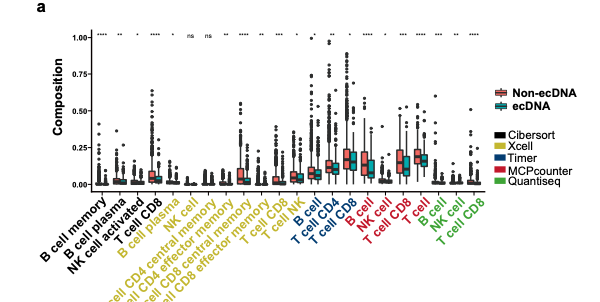 a
**** ** * **** * ns ns ** **** ** *** * * ** * **** * *** **** *** ** ****
Composition
1.00
0.75
0.50
0.25
0.00
Non-ecDNA
ecDNA
Cibersort
Xcell
Timer
MCPcounter
Quantiseq
B cell memory
B cell plasma
NK cell activated
T cell CD8
B cell plasma
NK cell
cell CD4 central memory
cell CD4 effector memory
cell CD8 central memory
cell CD8 effector memory
T cell CD8
T cell NK
B cell
T cell CD4
T cell CD8
B cell
NK cell
T cell CD8
T cell
B cell
NK cell
T cell CD8